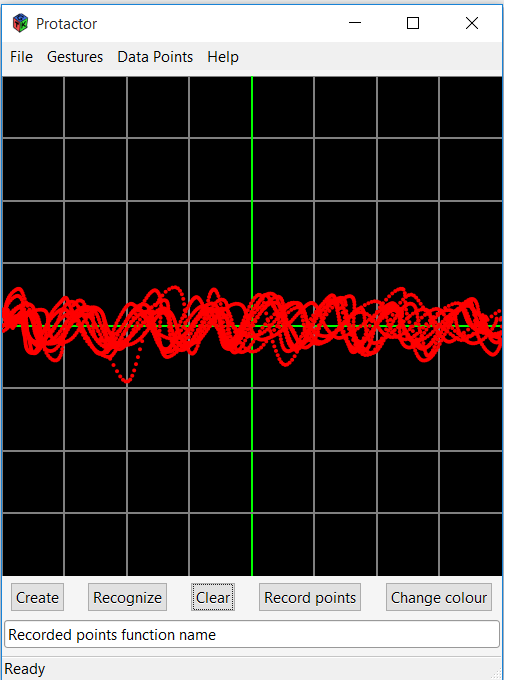 Protactor
File Gestures Data Points Help
Create Recognize Clear Record points Change colour
Recorded points function name
Ready